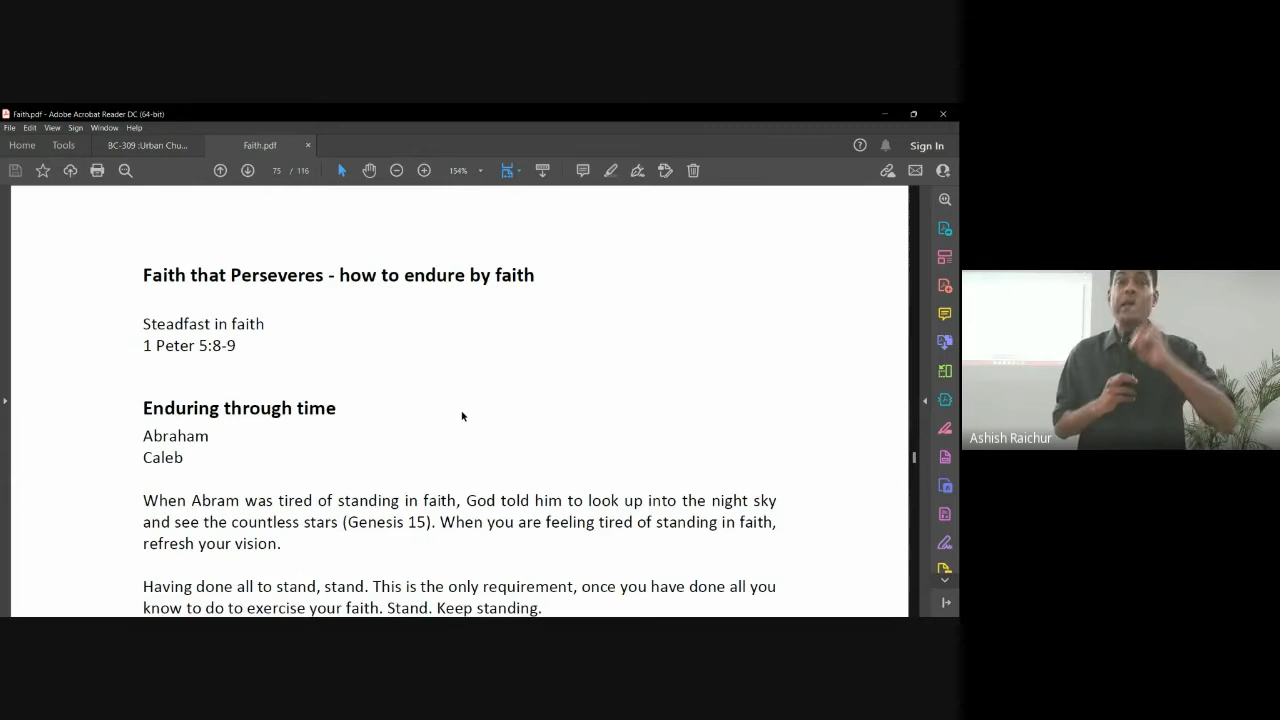 Faith.pdf - Adobe Acrobat Reader DC (64-bit)
File Edit View Sign Window Help
Home Tools BC-309 :Urban Chu... Faith.pdf × Sign In
75 / 116 154%
Faith that Perseveres - how to endure by faith
Steadfast in faith
1 Peter 5:8-9
Enduring through time
Abraham
Caleb
When Abram was tired of standing in faith, God told him to look up into the night sky
and see the countless stars (Genesis 15). When you are feeling tired of standing in faith,
refresh your vision.
Having done all to stand, stand. This is the only requirement, once you have done all you
know to do to exercise your faith. Stand. Keep standing.
Ashish Raichur